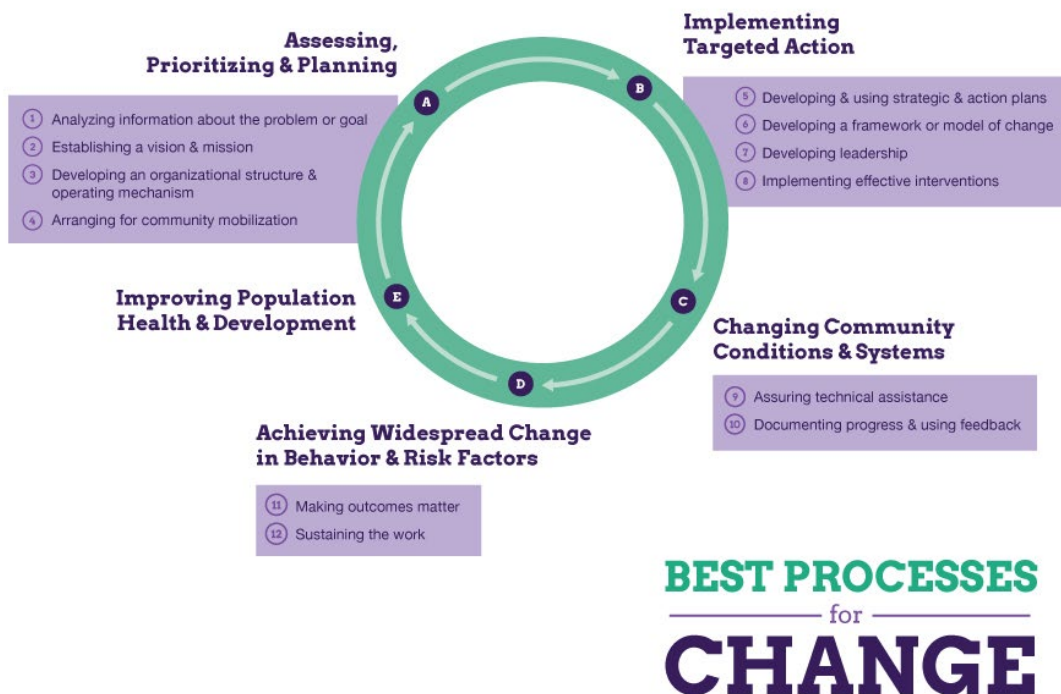 Assessing,
Prioritizing & Planning
A
1 Analyzing information about the problem or goal
2 Establishing a vision & mission
3 Developing an organizational structure &
operating mechanism
4 Arranging for community mobilization
Implementing
Targeted Action
B
5 Developing & using strategic & action plans
6 Developing a framework or model of change
7 Developing leadership
8 Implementing effective interventions
C
Changing Community
Conditions & Systems
9 Assuring technical assistance
10 Documenting progress & using feedback
D
Achieving Widespread Change
in Behavior & Risk Factors
11 Making outcomes matter
12 Sustaining the work
E
Improving Population
Health & Development
BEST PROCESSES
for
CHANGE